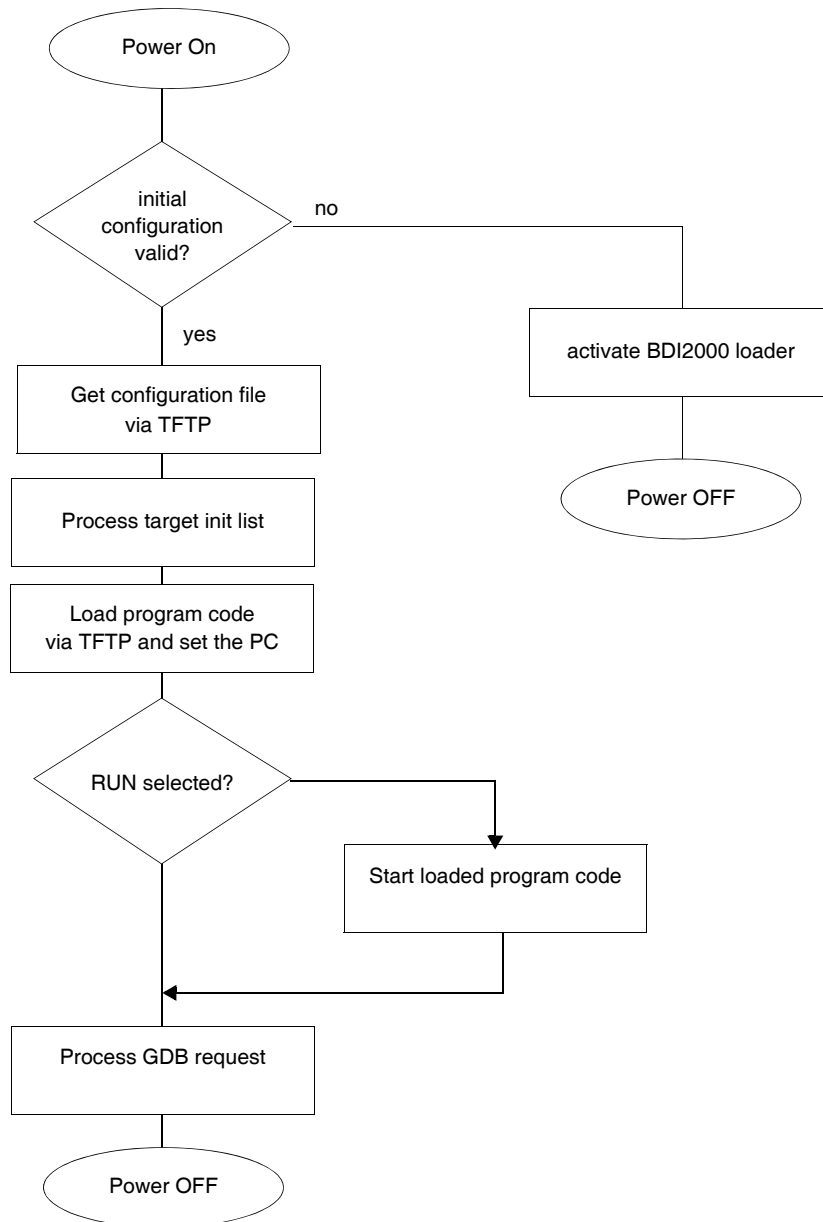 Power On
initial
configuration
valid?
no
yes
activate BDI2000 loader
Get configuration file
via TFTP
Power OFF
Process target init list
Load program code
via TFTP and set the PC
RUN selected?
Start loaded program code
Process GDB request
Power OFF